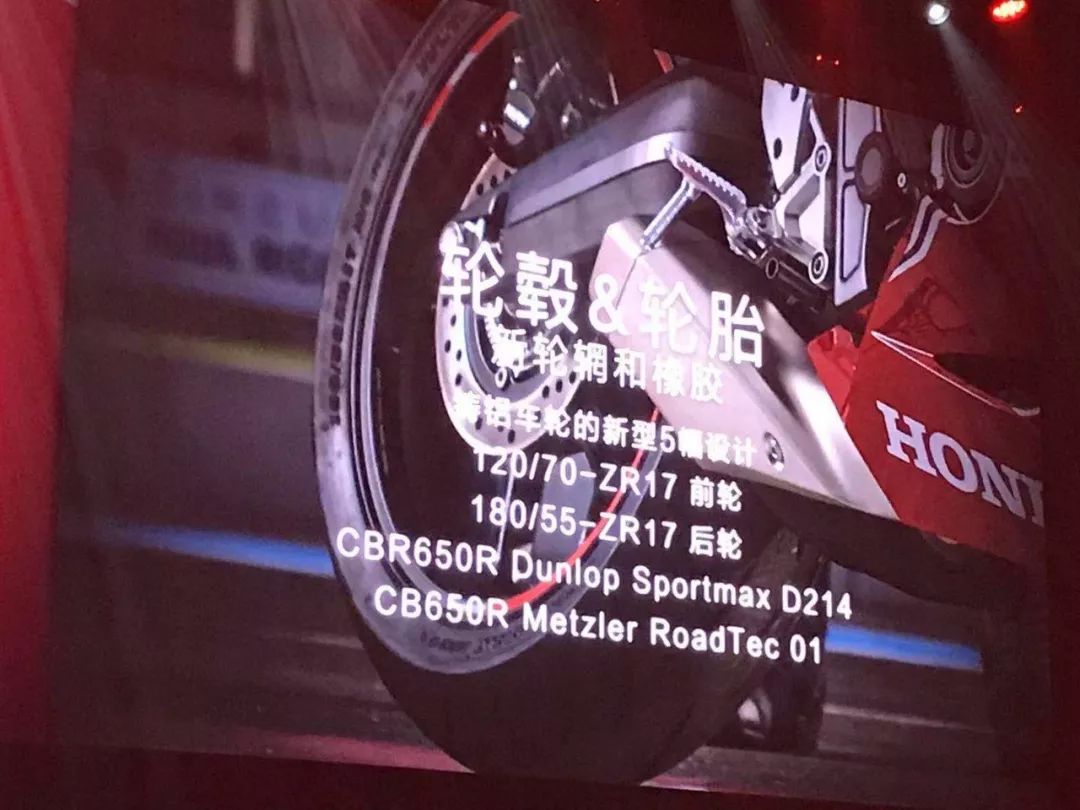 轮毂&轮胎
新轮辋和橡胶
铸铝车轮的新型5幅设计
120/70-ZR17 前轮
180/55-ZR17 后轮
CBR650R Dunlop Sportmax D214
CB650R Metzler RoadTec 01
HON